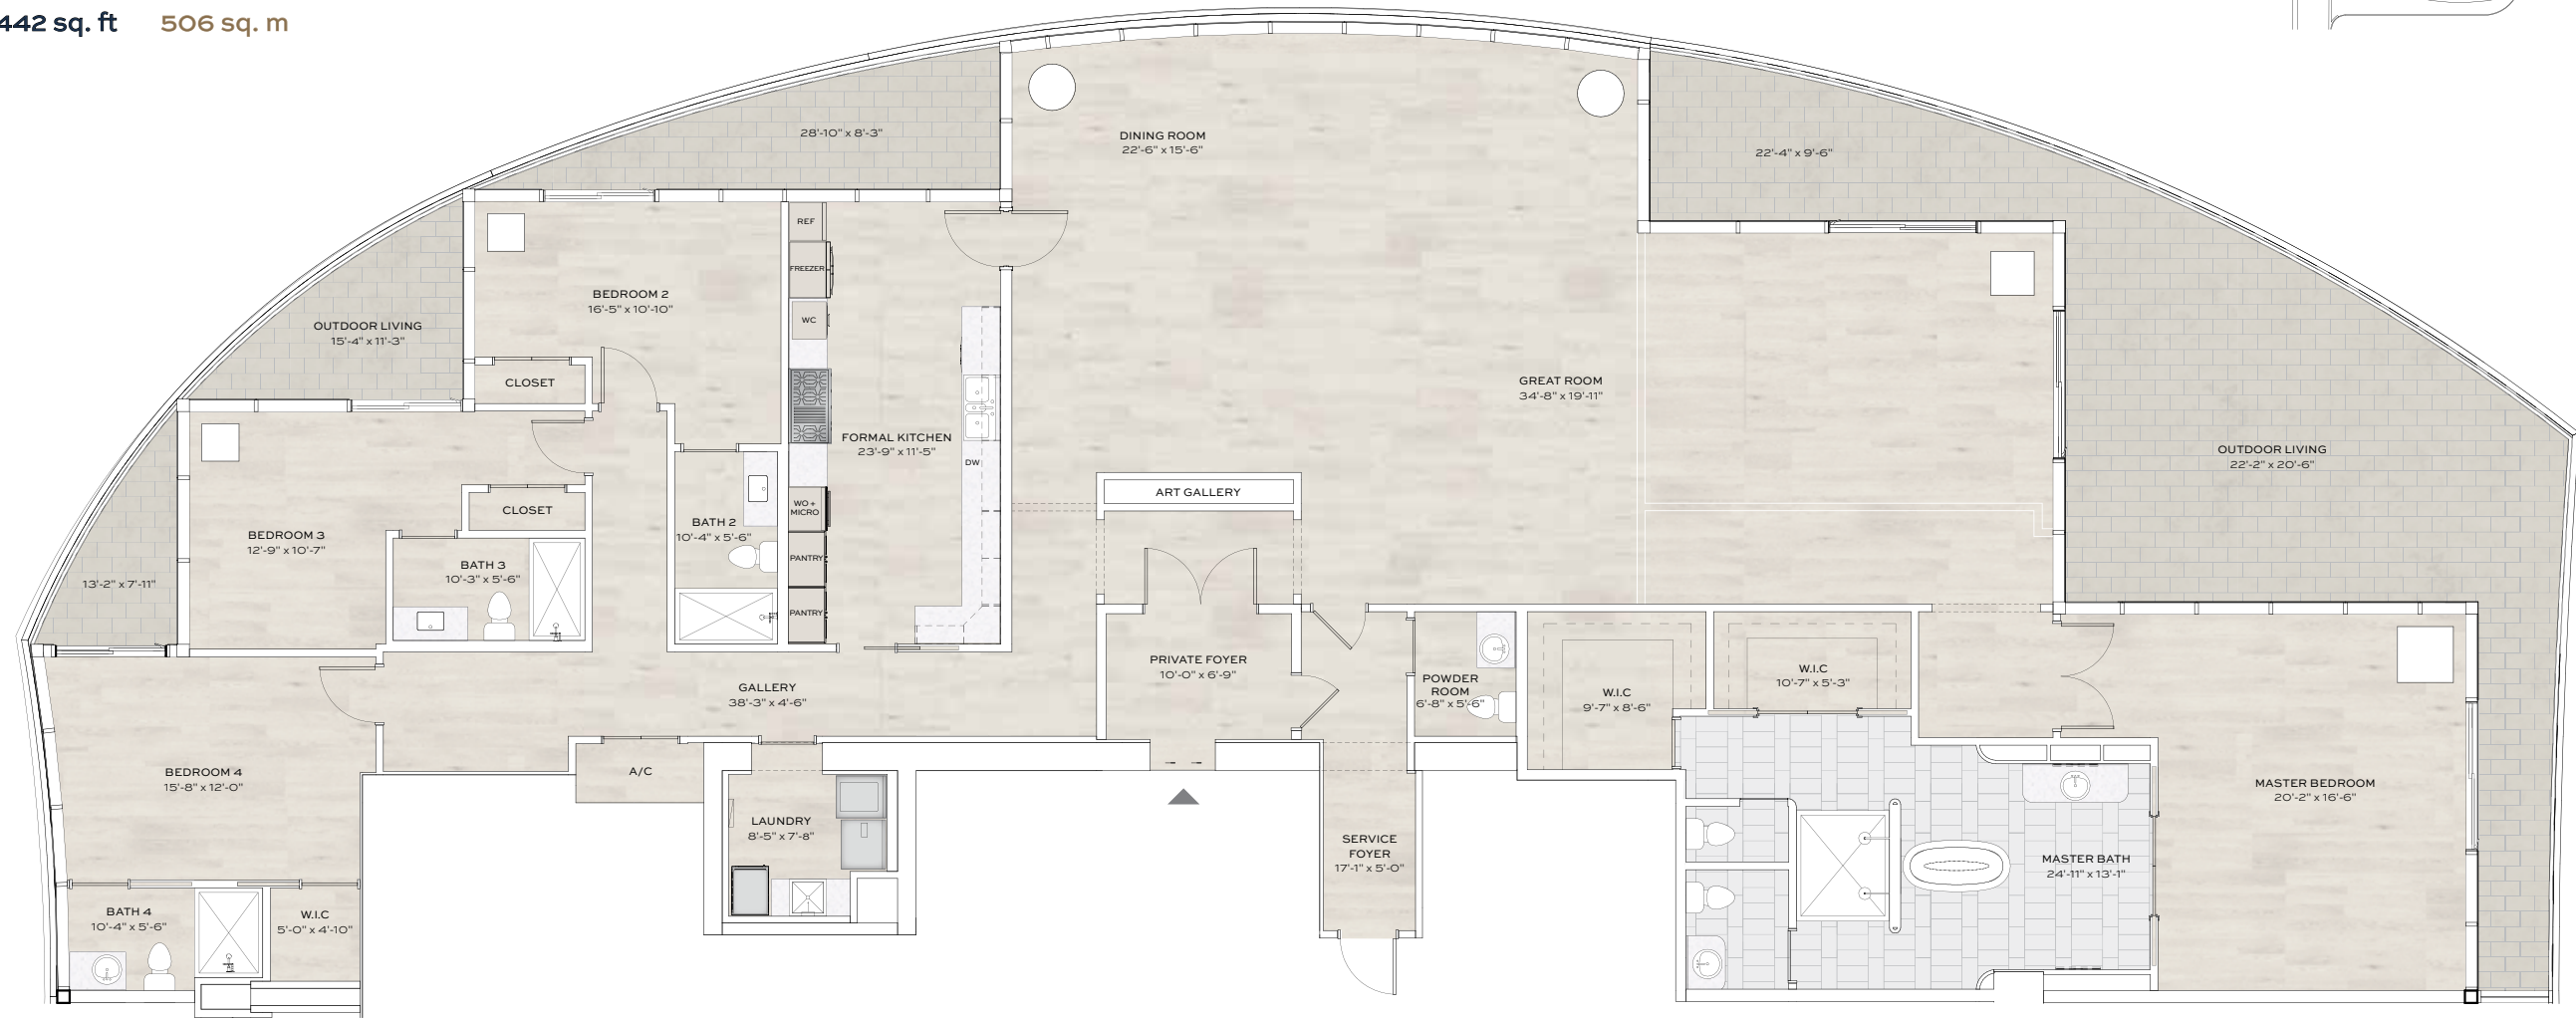 442 sq. ft 506 sq. m
28'-10" x 8'-3"
DINING ROOM
22'-6" x 15'-6"
22'-4" x 9'-6"
REF
FREEZER
WC
BEDROOM 2
16'-5" x 10'-10"
OUTDOOR LIVING
15'-4" x 11'-3"
CLOSET
GREAT ROOM
34'-8" x 19'-11"
FORMAL KITCHEN
23'-9" x 11'-5"
DW
OUTDOOR LIVING
22'-2" x 20'-6"
ART GALLERY
WO +
MICRO
CLOSET
BATH 2
10'-4" x 5'-6"
BEDROOM 3
12'-9" x 10'-7"
PANTRY
BATH 3
10'-3" x 5'-6"
13'-2" x 7'-11"
PANTRY
PRIVATE FOYER
10'-0" x 6'-9"
POWDER
ROOM
6'-8" x 5'-6"
W.I.C
10'-7" x 5'-3"
W.I.C
9'-7" x 8'-6"
GALLERY
38'-3" x 4'-6"
BEDROOM 4
15'-8" x 12'-0"
A/C
MASTER BEDROOM
20'-2" x 16'-6"
LAUNDRY
8'-5" x 7'-8"
SERVICE
FOYER
17'-1" x 5'-0"
MASTER BATH
24'-11" x 13'-1"
BATH 4
10'-4" x 5'-6"
W.I.C
5'-0" x 4'-10"